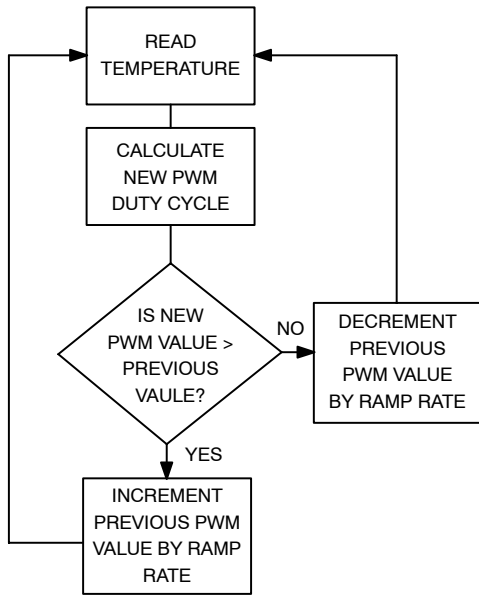 READ
TEMPERATURE
CALCULATE
NEW PWM
DUTY CYCLE
IS NEW
PWM VALUE >
PREVIOUS
VAULE?
NO
DECREMENT
PREVIOUS
PWM VALUE
BY RAMP RATE
YES
INCREMENT
PREVIOUS PWM
VALUE BY RAMP
RATE